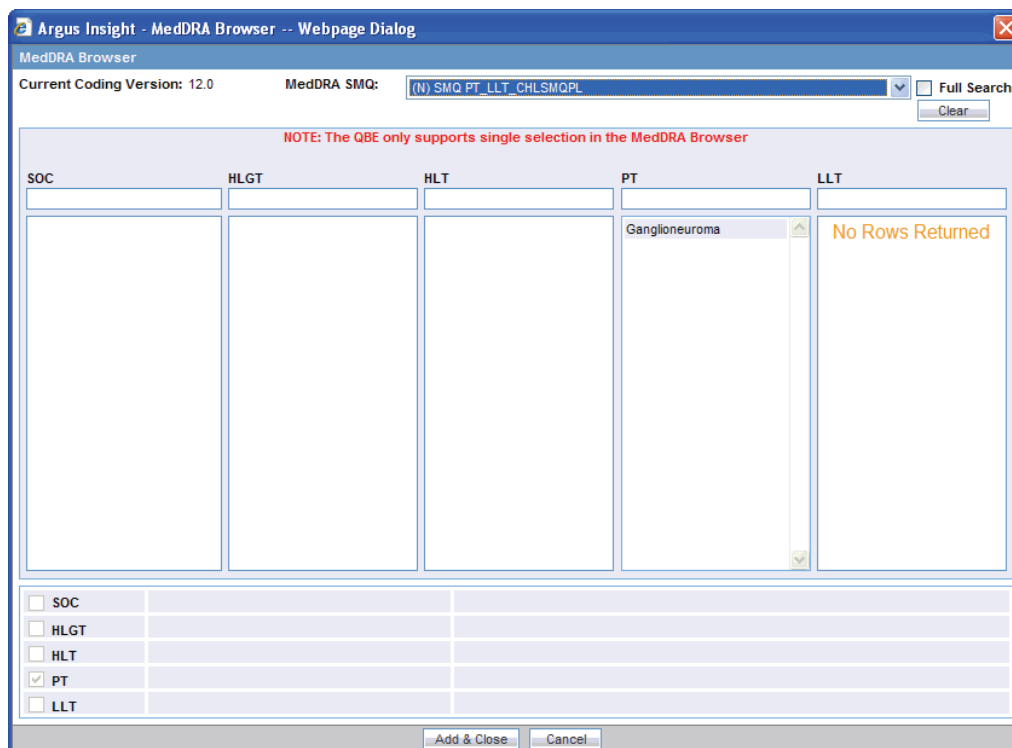 Argus Insight - MedDRA Browser -- Webpage Dialog
MedDRA Browser
Current Coding Version: 12.0 MedDRA SMQ: (N) SMQ PT_LLT_CHLSMQPL Full Search
Clear
NOTE: The QBE only supports single selection in the MedDRA Browser
SOC HLGT HLT PT LLT
Ganglioneuroma No Rows Returned
SOC
HLGT
HLT
PT
LLT
Add & Close Cancel